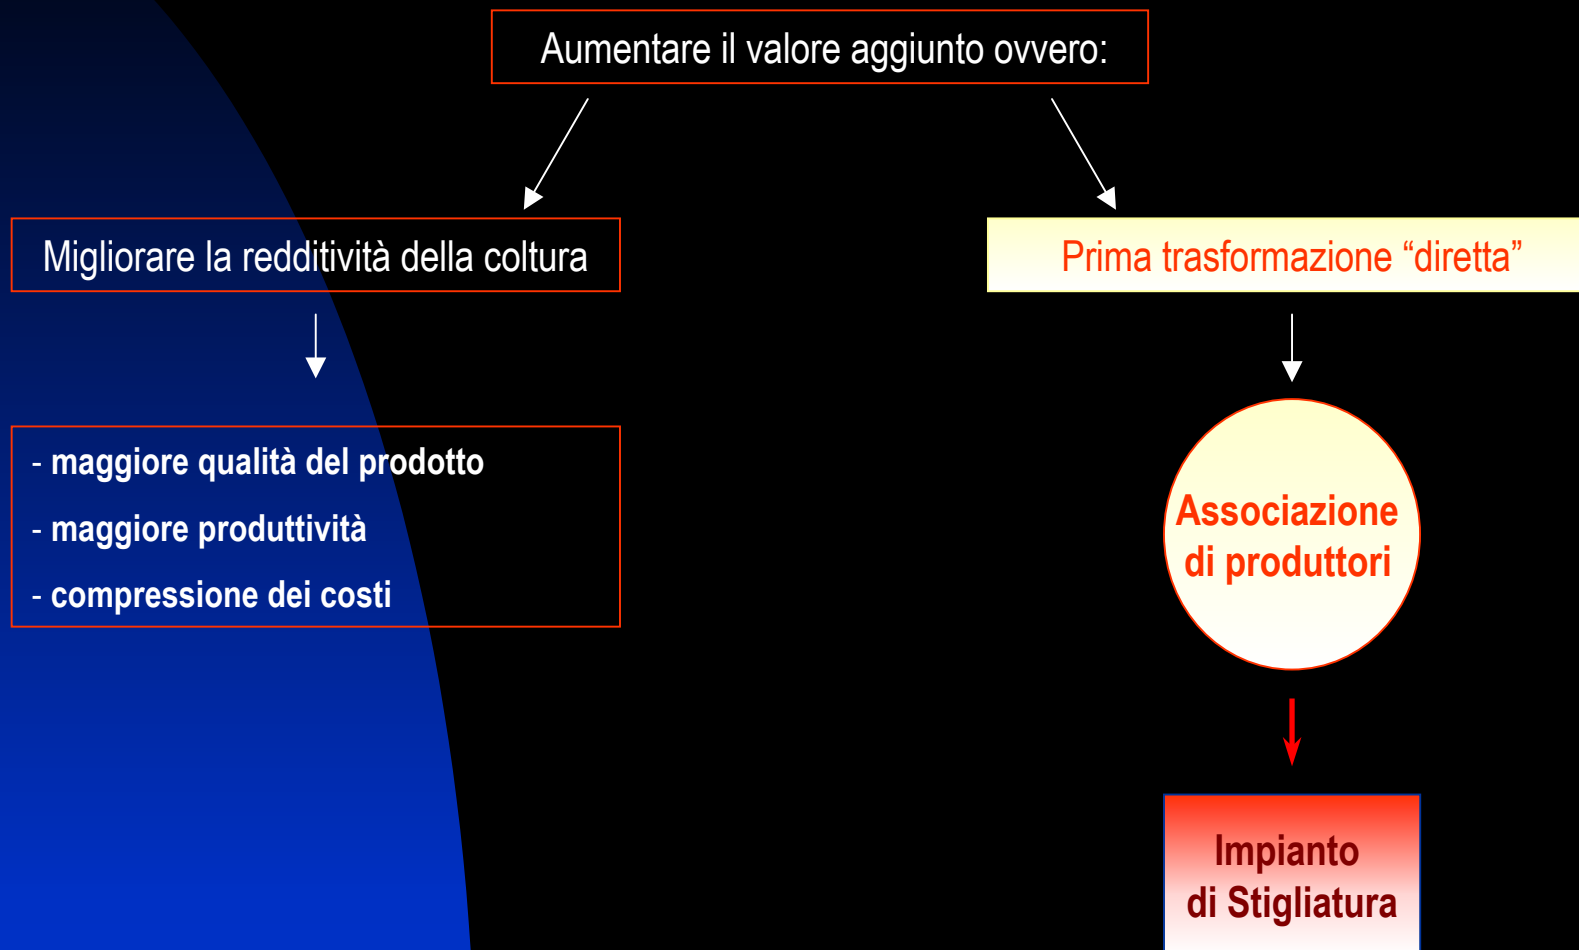 Aumentare il valore aggiunto ovvero:
Migliorare la redditività della coltura
Prima trasformazione “diretta”
- maggiore qualità del prodotto
- maggiore produttività
- compressione dei costi
Associazione
di produttori
Impianto
di Stigliatura